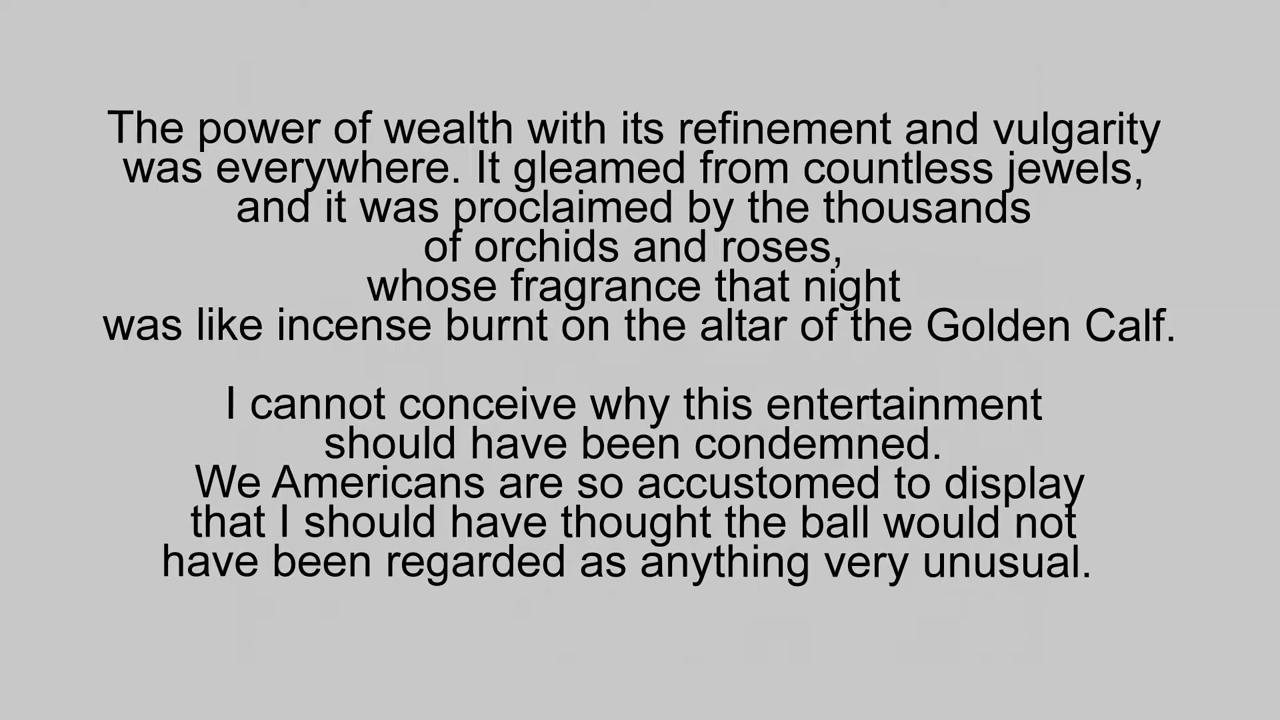 The power of wealth with its refinement and vulgarity
was everywhere. It gleamed from countless jewels,
and it was proclaimed by the thousands
of orchids and roses,
whose fragrance that night
was like incense burnt on the altar of the Golden Calf.
I cannot conceive why this entertainment
should have been condemned.
We Americans are so accustomed to display
that I should have thought the ball would not
have been regarded as anything very unusual.